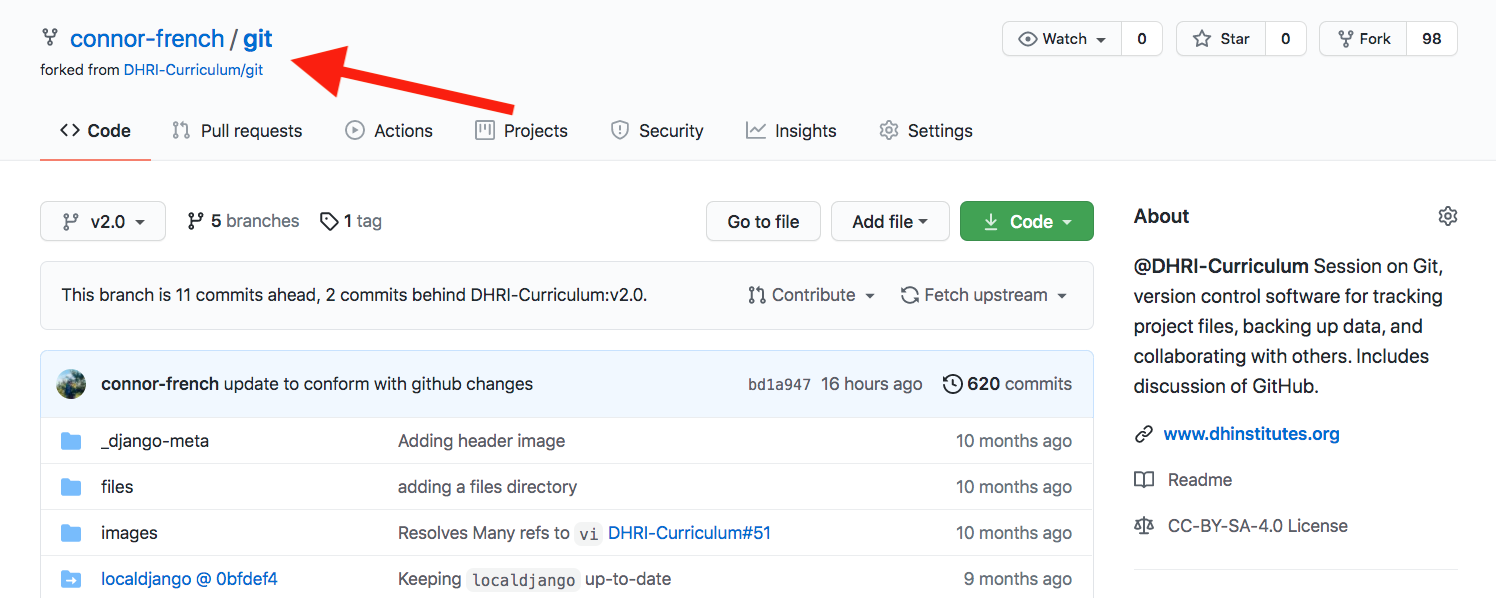 connor-french / git
forked from DHRI-Curriculum/git
Watch 0 Star 0 Fork 98
Code Pull requests Actions Projects Security Insights Settings
v2.0 5 branches 1 tag Go to file Add file Code
This branch is 11 commits ahead, 2 commits behind DHRI-Curriculum:v2.0. Contribute Fetch upstream
connor-french update to conform with github changes bd1a947 16 hours ago 620 commits
_django-meta Adding header image 10 months ago
files adding a files directory 10 months ago
images Resolves Many refs to vi DHRI-Curriculum#51 10 months ago
localdjango @ 0bfdef4 Keeping localdjango up-to-date 9 months ago
About
@DHRI-Curriculum Session on Git,
version control software for tracking
project files, backing up data, and
collaborating with others. Includes
discussion of GitHub.
www.dhinstitutes.org
Readme
CC-BY-SA-4.0 License